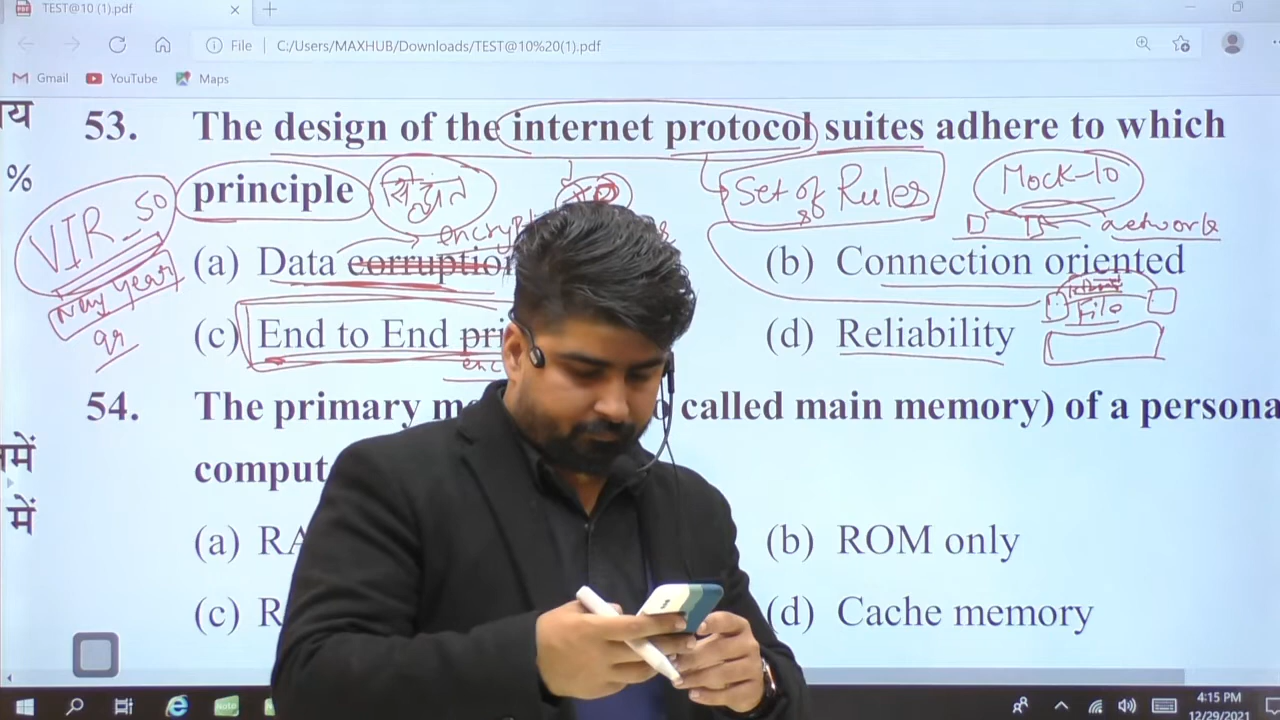 TEST@10 (1).pdf
File C:/Users/MAXHUB/Downloads/TEST@10%20(1).pdf
Gmail YouTube Maps
53. The design of the internet protocol suites adhere to which
%
principle सिद्धांत Set of Rules Mock-10
VIR_50
networks
(a) Data corruption
(b) Connection oriented
New year
File
(c) End to End pri
(d) Reliability
54. The primary m called main memory) of a persona
में
comput
में
(a) RA
(b) ROM only
(c) R
(d) Cache memory
4:15 PM
12/29/2021